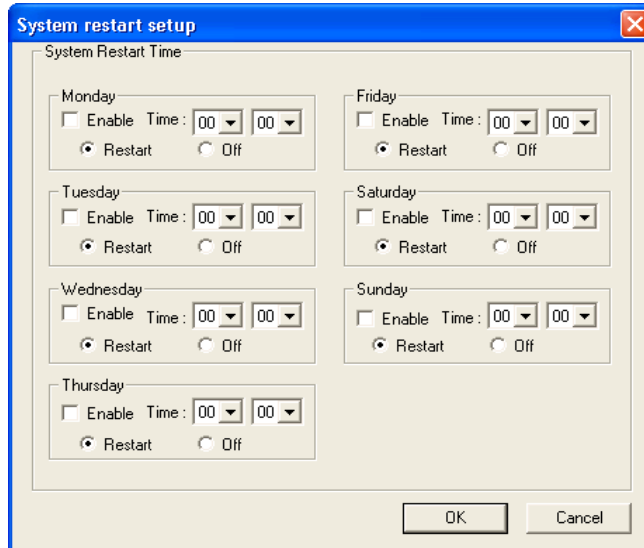 System restart setup
System Restart Time
Monday
Enable Time : 00 00
Restart Off
Tuesday
Enable Time : 00 00
Restart Off
Wednesday
Enable Time : 00 00
Restart Off
Thursday
Enable Time : 00 00
Restart Off
Friday
Enable Time : 00 00
Restart Off
Saturday
Enable Time : 00 00
Restart Off
Sunday
Enable Time : 00 00
Restart Off
OK Cancel